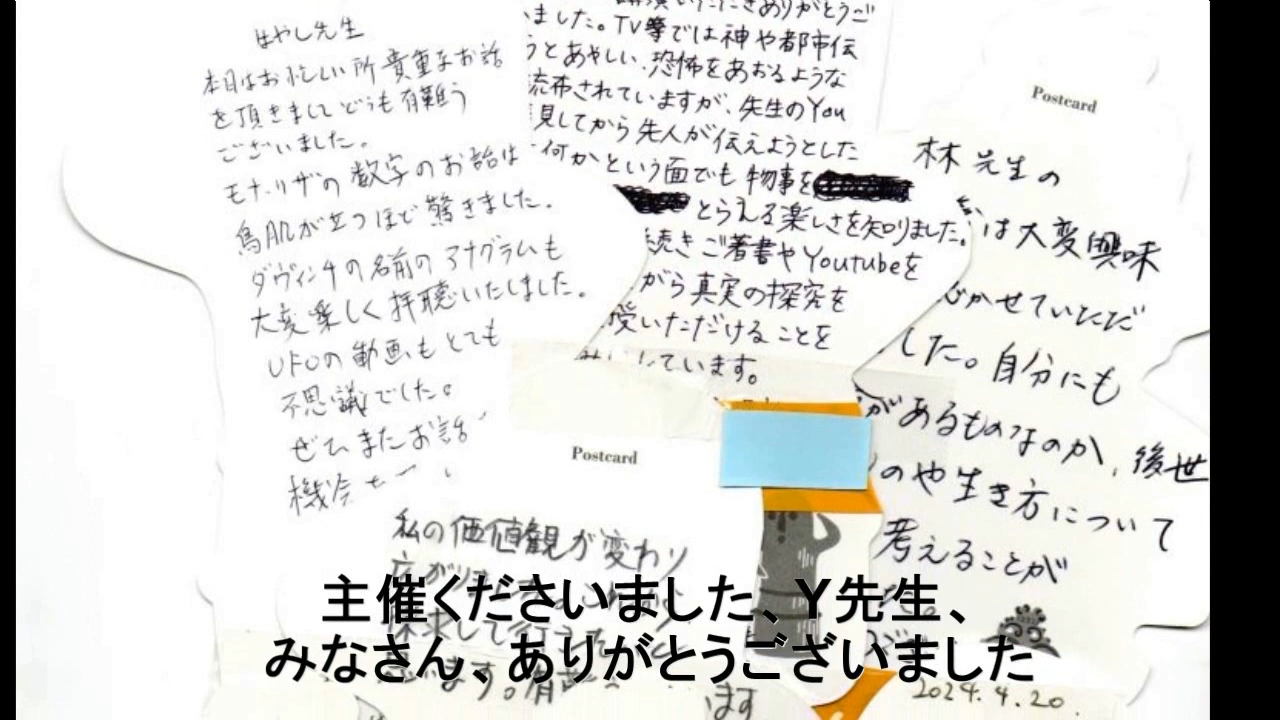 はやし先生
本日はお忙しい所貴重なお話
を頂きましてどうも有難う
ございました。
モナ・リザの数字のお話は
鳥肌が立つほど驚きました。
ダヴィンチの名前のアナグラムも
大変楽しく拝聴いたしました。
UFOの動画もとても
不思議でした。
ぜひまたお話
機会を
ただきありがとうご
ました。TV等では神や都市伝
うとあやしい、恐怖をあおるような
流布されていますが、先生のYou
見してから先人が伝えようとした
何かという面でも物事を
とらえる楽しさを知りました。
続きご著書やYoutubeを
がら真実の探究を
授いただけることを
しています。
Postcard
林先生の
は大変興味
かせていただ
した。自分にも
があるものなのか、後世
のや生き方について
考えることが
2024.4.20.
Postcard
私の価値観が変わり
主催くださいました、Y先生、
みなさん、ありがとうございました